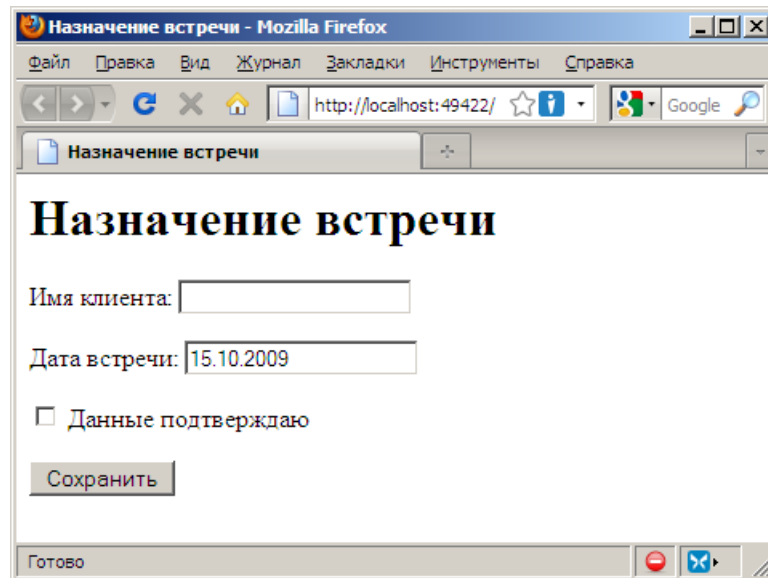 Назначение встречи - Mozilla Firefox
Файл Правка Вид Журнал Закладки Инструменты Справка
http://localhost:49422/ Google
Назначение встречи
Назначение встречи
Имя клиента:
Дата встречи: 15.10.2009
Данные подтверждаю
Сохранить
Готово